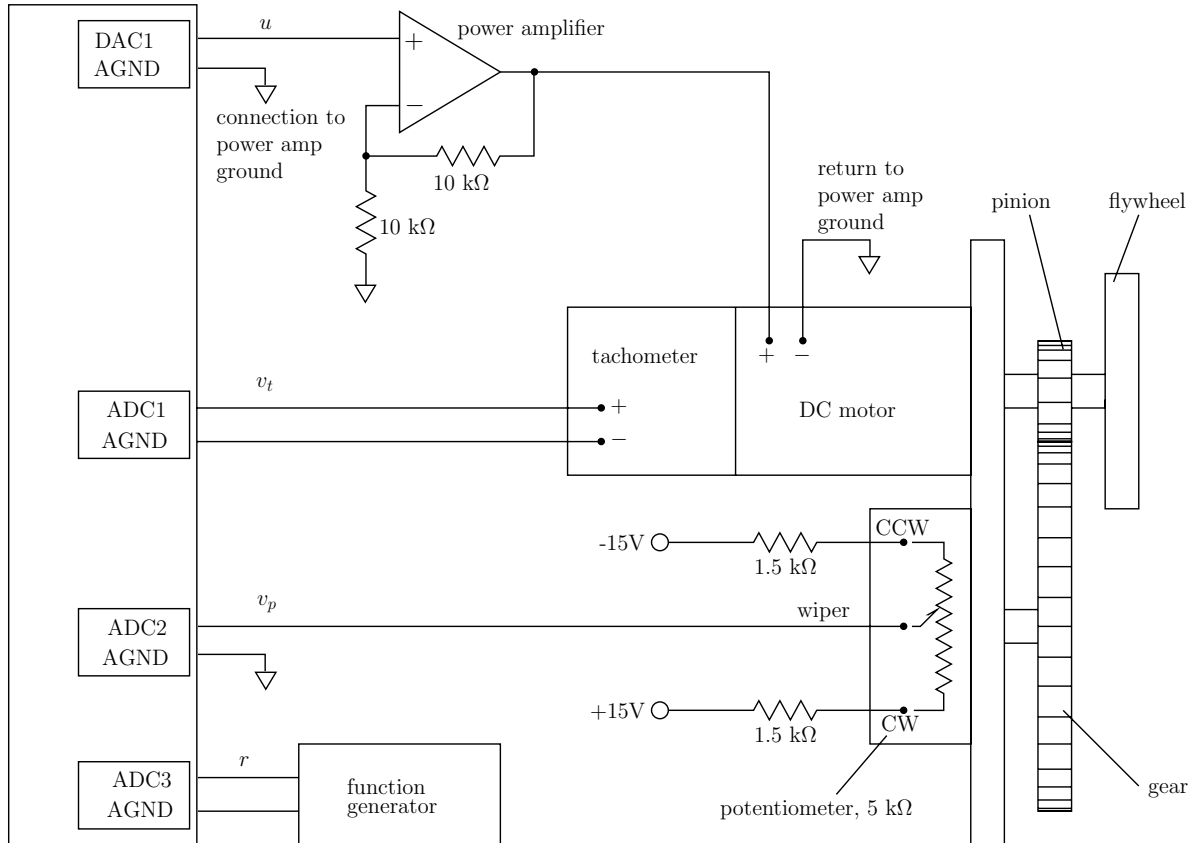 DAC1
AGND
u
+
−
power amplifier
connection to
power amp
ground
10 kΩ
10 kΩ
return to
power amp
ground
pinion
flywheel
ADC1
AGND
v_t
tachometer
+
−
+ −
DC motor
-15V
1.5 kΩ
CCW
ADC2
AGND
v_p
wiper
+15V
1.5 kΩ
CW
ADC3
AGND
r
function
generator
potentiometer, 5 kΩ
gear